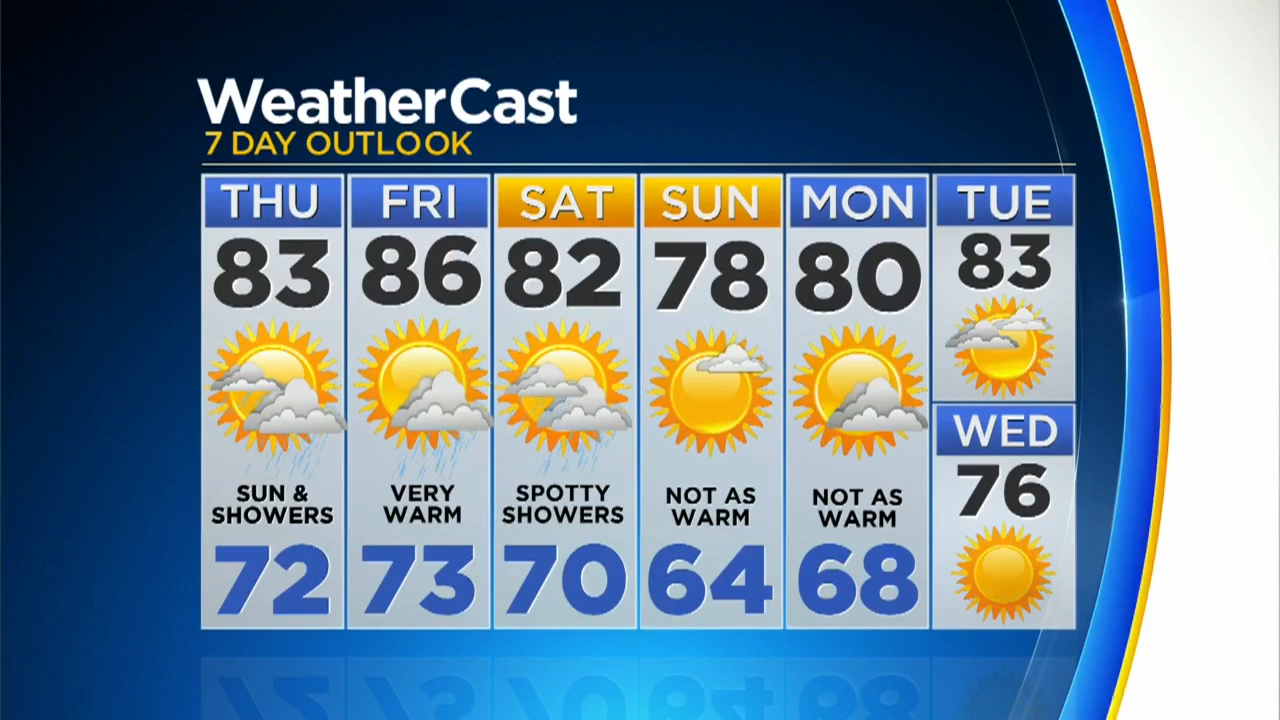 WeatherCast
7 DAY OUTLOOK
THU
83
SUN &
SHOWERS
72
FRI
86
VERY
WARM
73
SAT
82
SPOTTY
SHOWERS
70
SUN
78
NOT AS
WARM
64
MON
80
NOT AS
WARM
68
TUE
83
WED
76